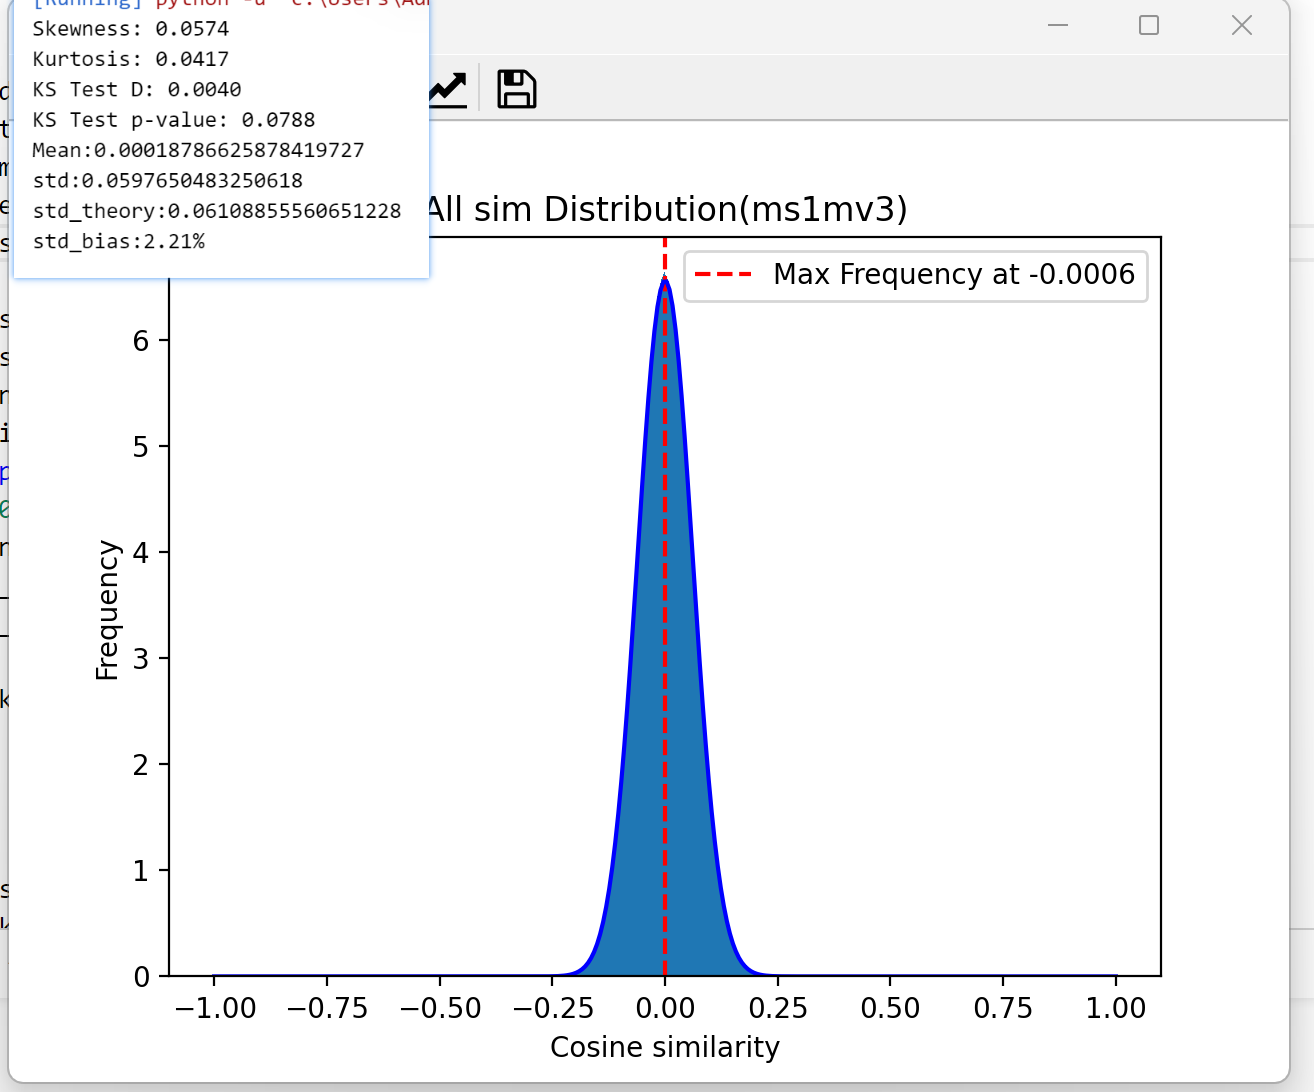 [Running] python -u "c:\Users\Adm
Skewness: 0.0574
Kurtosis: 0.0417
KS Test D: 0.0040
KS Test p-value: 0.0788
Mean:0.00018786625878419727
std:0.0597650483250618
std_theory:0.06108855560651228
std_bias:2.21%
All sim Distribution(ms1mv3)
Max Frequency at -0.0006
6
5
4
3
2
1
0
Frequency
−1.00 −0.75 −0.50 −0.25 0.00 0.25 0.50 0.75 1.00
Cosine similarity